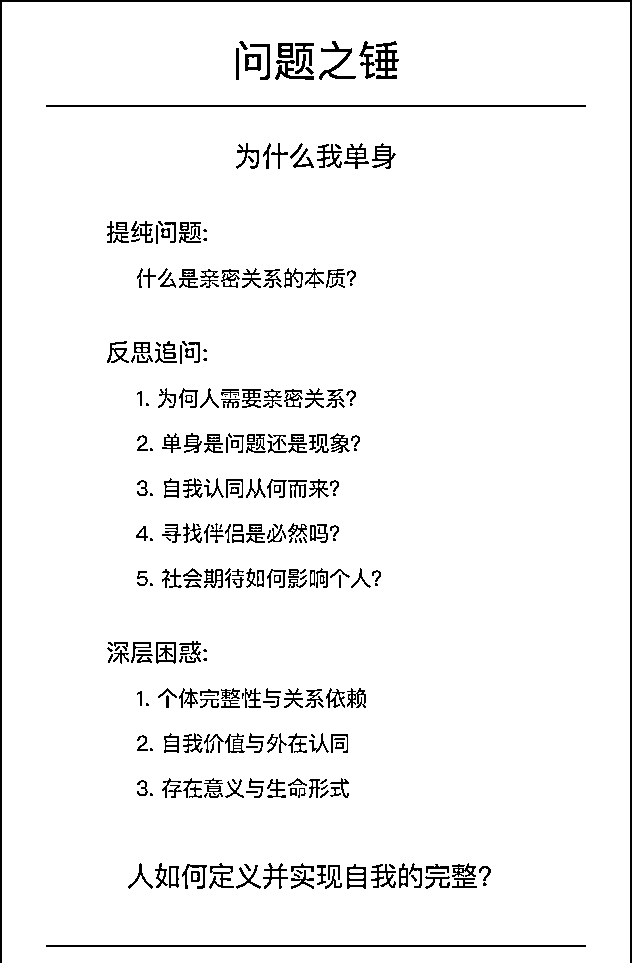 问题之锤
为什么我单身
提纯问题:
什么是亲密关系的本质?
反思追问:
1. 为何人需要亲密关系?
2. 单身是问题还是现象?
3. 自我认同从何而来?
4. 寻找伴侣是必然吗?
5. 社会期待如何影响个人?
深层困惑:
1. 个体完整性与关系依赖
2. 自我价值与外在认同
3. 存在意义与生命形式
人如何定义并实现自我的完整?